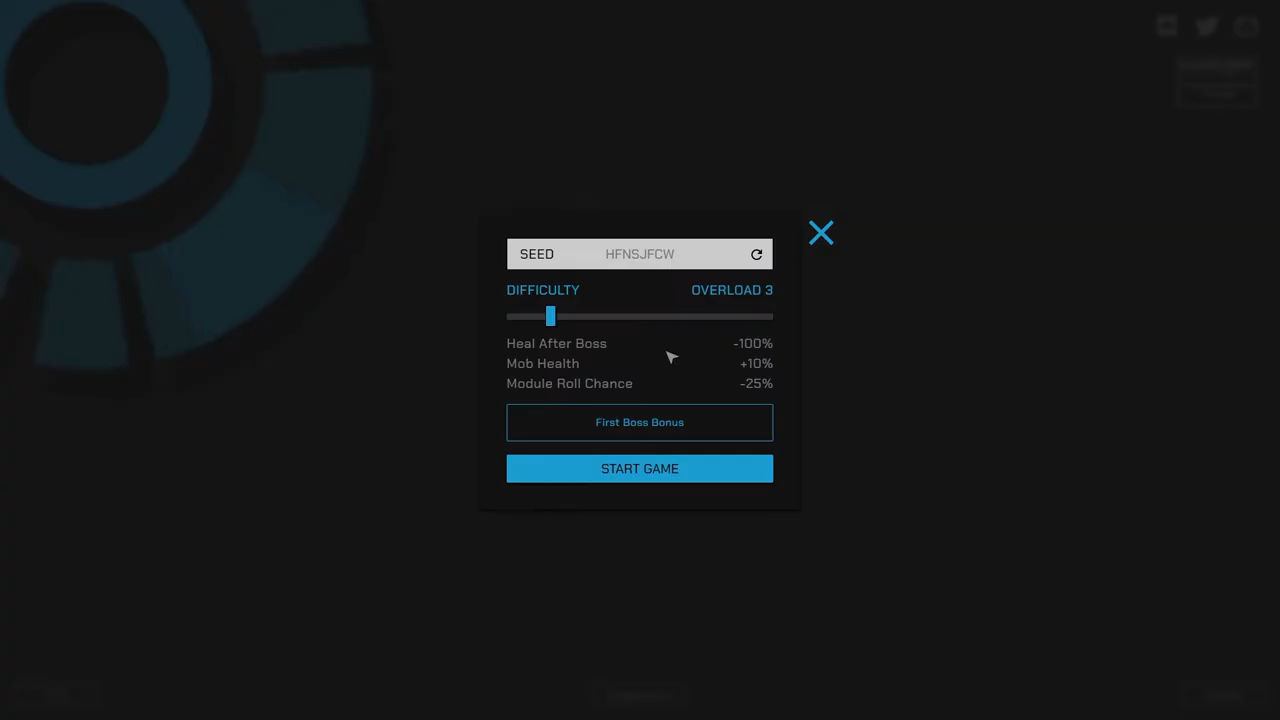 SEED HFNSJFCW
DIFFICULTY OVERLOAD 3
Heal After Boss -100%
Mob Health +10%
Module Roll Chance -25%
First Boss Bonus
START GAME